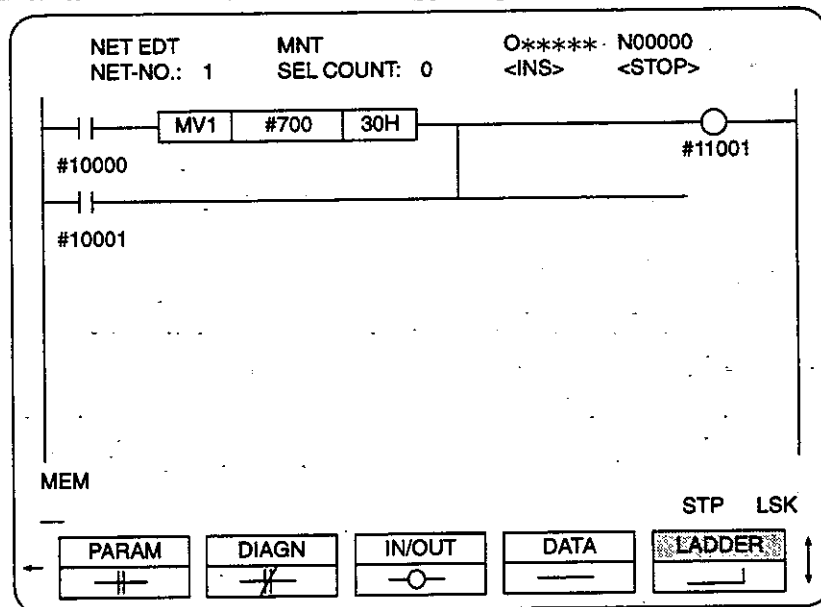 NET EDT MNT O***** N00000
NET-NO.: 1 SEL COUNT: 0 <INS> <STOP>
MV1 #700 30H
#10000 #11001
#10001
MEM
STP LSK
PARAM DIAGN IN/OUT DATA LADDER